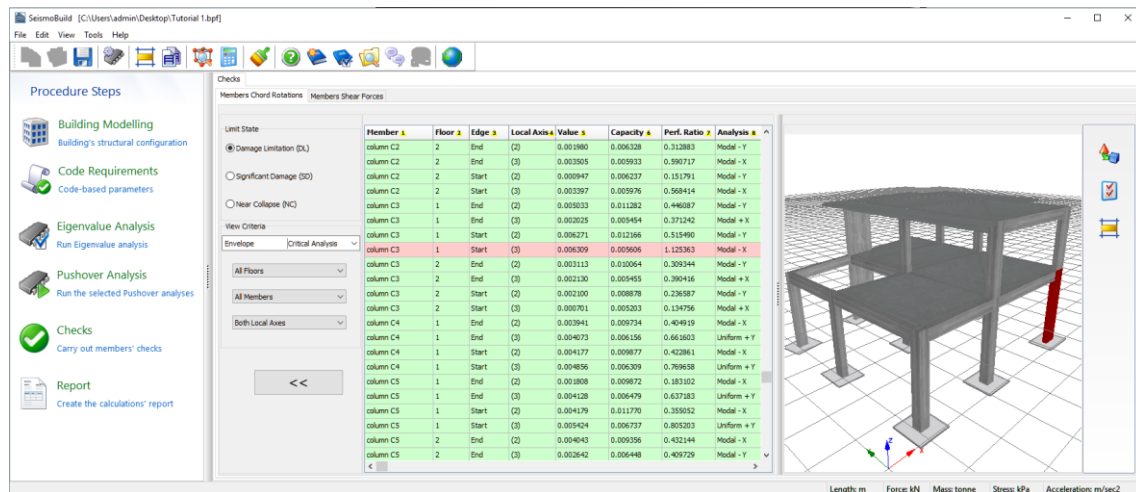 SeismoBuild [C:\Users\admin\Desktop\Tutorial 1.bpf]
File Edit View Tools Help
Procedure Steps
Building Modelling
Building's structural configuration
Code Requirements
Code-based parameters
Eigenvalue Analysis
Run Eigenvalue analysis
Pushover Analysis
Run the selected Pushover analyses
Checks
Carry out members' checks
Report
Create the calculations' report
Checks
Members Chord Rotations Members Shear Forces
Limit State
Damage Limitation (DL)
Significant Damage (SD)
Near Collapse (NC)
View Criteria
Envelope Critical Analysis
All Floors
All Members
Both Local Axes
<<
Member 1 Floor 2 Edge 3 Local Axis 4 Value 5 Capacity 6 Perf. Ratio 7 Analysis 8
column C2 2 End (2) 0.001980 0.006328 0.312883 Modal - Y
column C2 2 End (3) 0.003505 0.005933 0.590717 Modal - X
column C2 2 Start (2) 0.000947 0.006237 0.151791 Modal - Y
column C2 2 Start (3) 0.003397 0.005976 0.568414 Modal - X
column C3 1 End (2) 0.005033 0.011282 0.446087 Modal - Y
column C3 1 End (3) 0.002025 0.005454 0.371242 Modal + X
column C3 1 Start (2) 0.006271 0.012166 0.515490 Modal - Y
column C3 1 Start (3) 0.006309 0.005606 1.125363 Modal - X
column C3 2 End (2) 0.003113 0.010064 0.309344 Modal - Y
column C3 2 End (3) 0.002130 0.005455 0.390416 Modal + X
column C3 2 Start (2) 0.002100 0.008878 0.236587 Modal - Y
column C3 2 Start (3) 0.000701 0.005203 0.134756 Modal + X
column C4 1 End (2) 0.003941 0.009734 0.404919 Modal - X
column C4 1 End (3) 0.004073 0.006156 0.661603 Uniform + Y
column C4 1 Start (2) 0.004177 0.009877 0.422861 Modal - X
column C4 1 Start (3) 0.004856 0.006309 0.769658 Uniform + Y
column C5 1 End (2) 0.001808 0.009872 0.183102 Modal - X
column C5 1 End (3) 0.004128 0.006479 0.637183 Uniform + Y
column C5 1 Start (2) 0.004179 0.011770 0.355052 Modal - X
column C5 1 Start (3) 0.005424 0.006737 0.805203 Uniform + Y
column C5 2 End (2) 0.004043 0.009356 0.432144 Modal - X
column C5 2 End (3) 0.002642 0.006448 0.409729 Modal - Y
Z
Y
X
Length: m Force: kN Mass: tonne Stress: kPa Acceleration: m/sec2